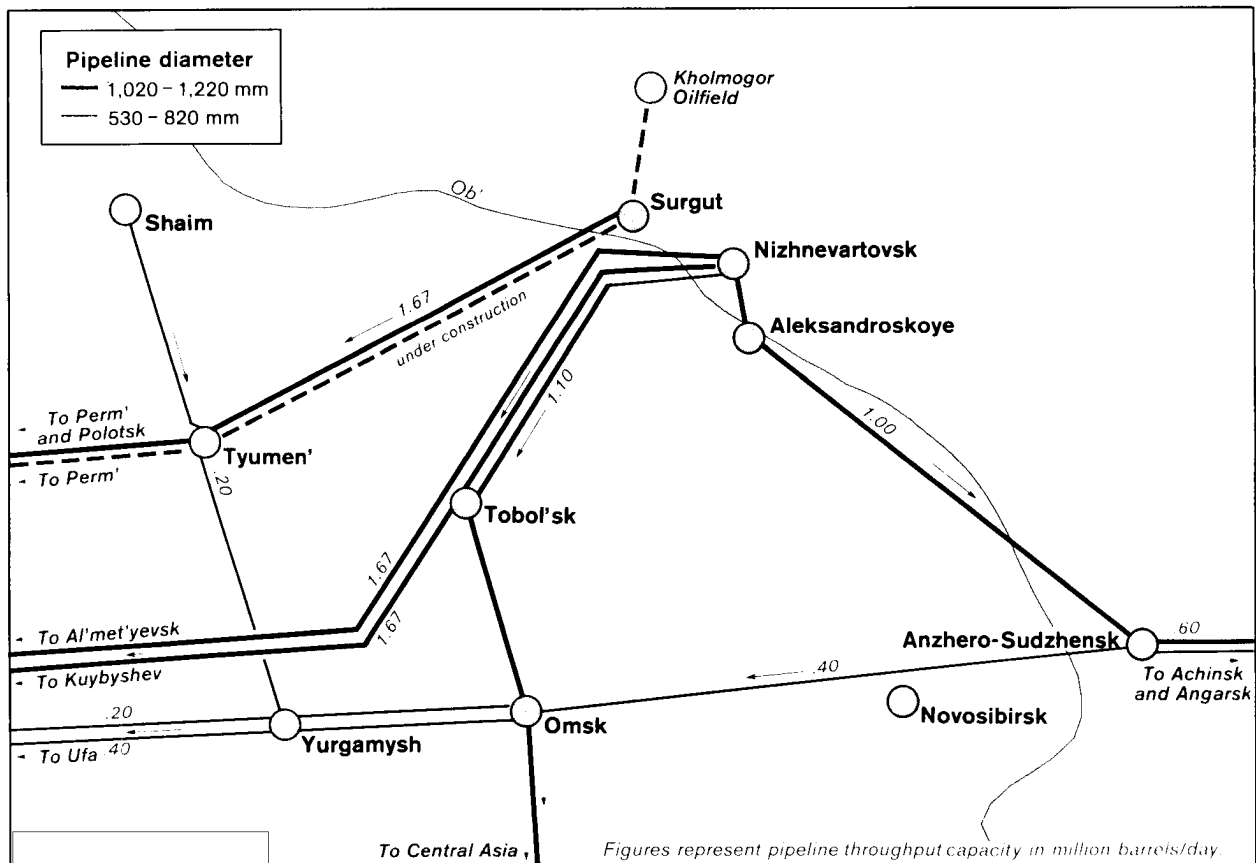 Pipeline diameter
1,020 – 1,220 mm
530 – 820 mm
Kholmogor
Oilfield
Ob'
Surgut
Shaim
Nizhnevartovsk
Aleksandroskoye
1.67
under construction
1.10
1.00
To Perm'
and Polotsk
Tyumen'
To Perm'
.20
Tobol'sk
1.67
1.67
To Al'met'yevsk
To Kuybyshev
Anzhero-Sudzhensk
.60
To Achinsk
and Angarsk
.40
.20
Omsk
Novosibirsk
Yurgamysh
To Ufa
.40
To Central Asia
Figures represent pipeline throughput capacity in million barrels/day.